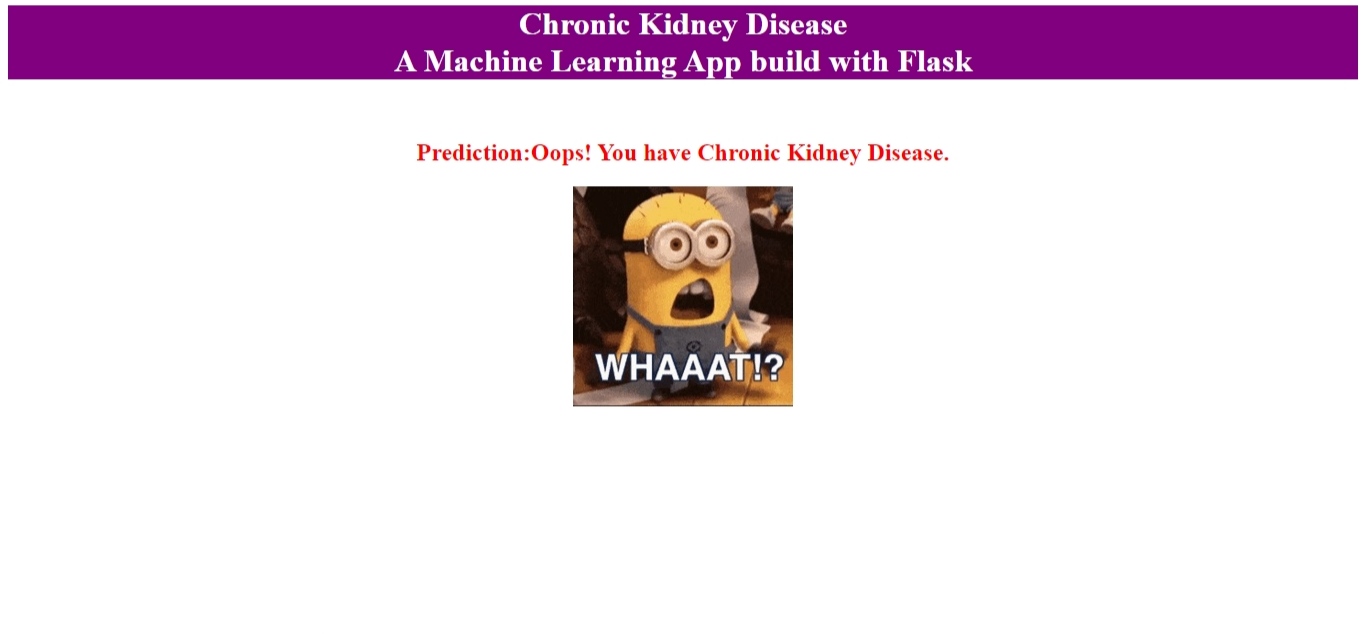 Chronic Kidney Disease
A Machine Learning App build with Flask
Prediction:Oops! You have Chronic Kidney Disease.
WHAAAT!?